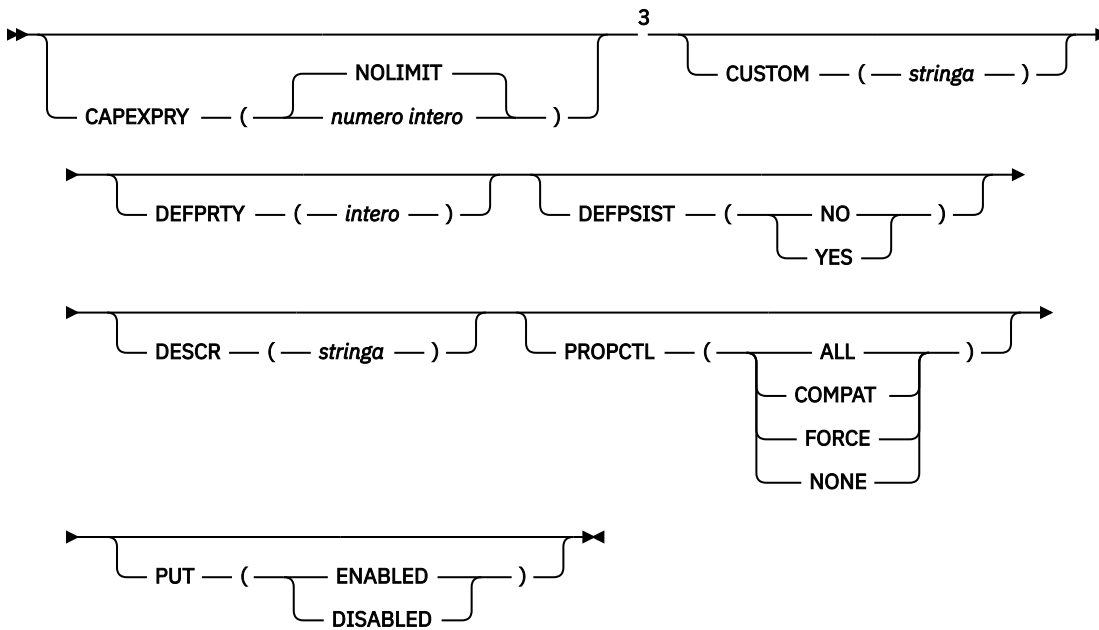 3
NOLIMIT
CAPEXPRY ( numero intero )
CUSTOM ( stringa )
DEFPRTY ( intero )
DEFPSIST ( NO )
YES
DESCR ( stringa )
PROPCTL ( ALL )
COMPAT
FORCE
NONE
PUT ( ENABLED )
DISABLED